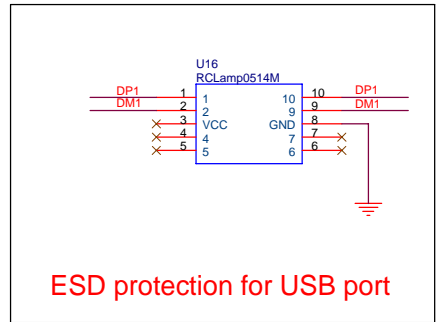 U16
RCLamp0514M
DP1 1 1 10 10 DP1
DM1 2 2 9 9 DM1
3 VCC GND 8
4 4 7 7
5 5 6 6
ESD protection for USB port